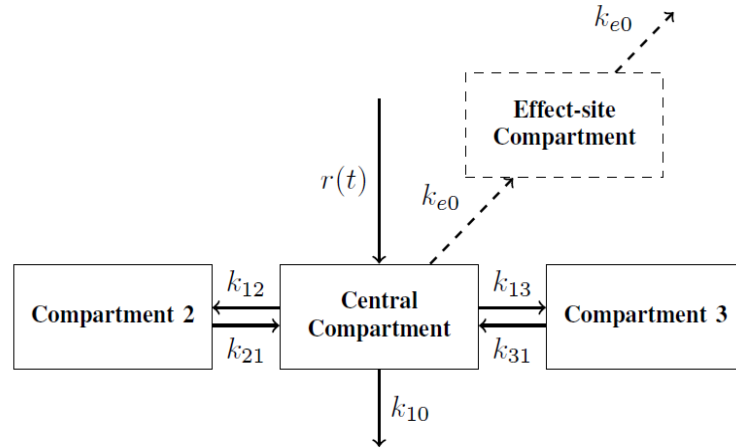 k_{e0}
Effect-site
Compartment
r(t)
k_{e0}
k_{12}
k_{13}
Compartment 2
Central
Compartment
Compartment 3
k_{21}
k_{31}
k_{10}